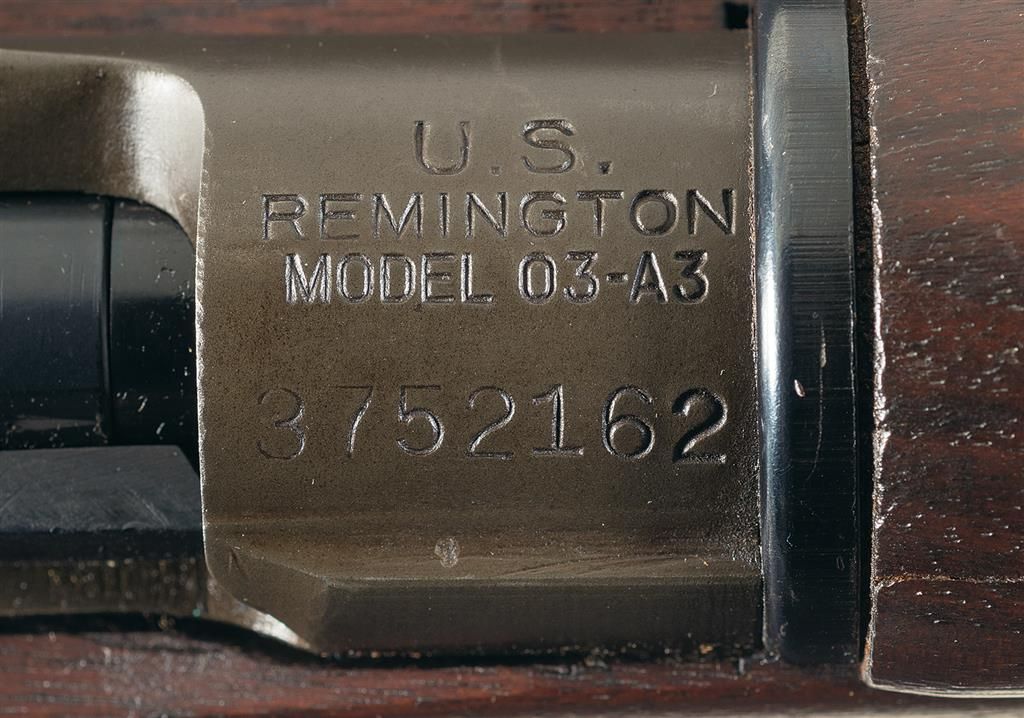 U.S.
REMINGTON
MODEL 03-A3
3752162